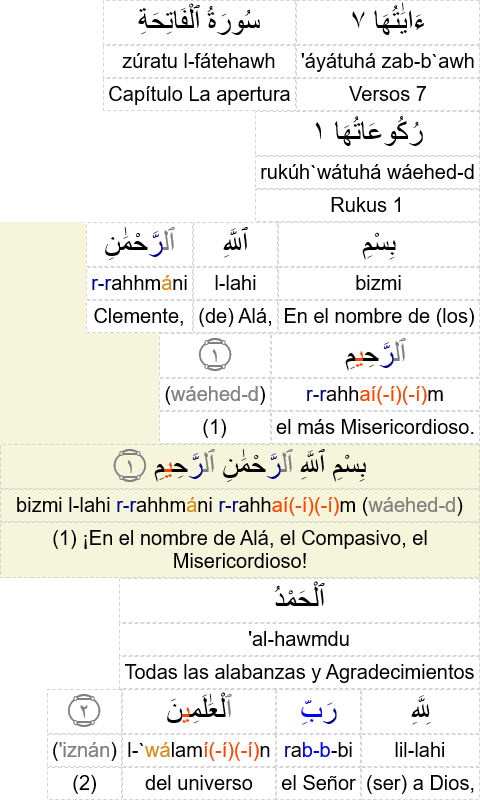 سُورَةُ ٱلْفَاتِحَةِ ءَايَٰتُهَا ٧
zúratu l-fátehawh 'áyátuhá zab-b`awh
Capítulo La apertura Versos 7
رُكُوعَاتُهَا ١
rukúh`wátuhá wáehed-d
Rukus 1
بِسْمِ ٱللَّهِ ٱلرَّحْمَٰنِ
r-rahhmáni l-lahi bizmi
Clemente, (de) Alá, En el nombre de (los)
ٱلرَّحِيمِ ١
(wáehed-d) r-rahhaí(-í)(-í)m
(1) el más Misericordioso.
بِسْمِ ٱللَّهِ ٱلرَّحْمَٰنِ ٱلرَّحِيمِ ١
bizmi l-lahi r-rahhmáni r-rahhaí(-í)(-í)m (wáehed-d)
(1) ¡En el nombre de Alá, el Compasivo, el
Misericordioso!
ٱلْحَمْدُ
'al-hawmdu
Todas las alabanzas y Agradecimientos
لِلَّهِ رَبِّ ٱلْعَٰلَمِينَ ٢
('iznán) l-`wálamí(-í)(-í)n rab-b-bi lil-lahi
(2) del universo el Señor (ser) a Dios,